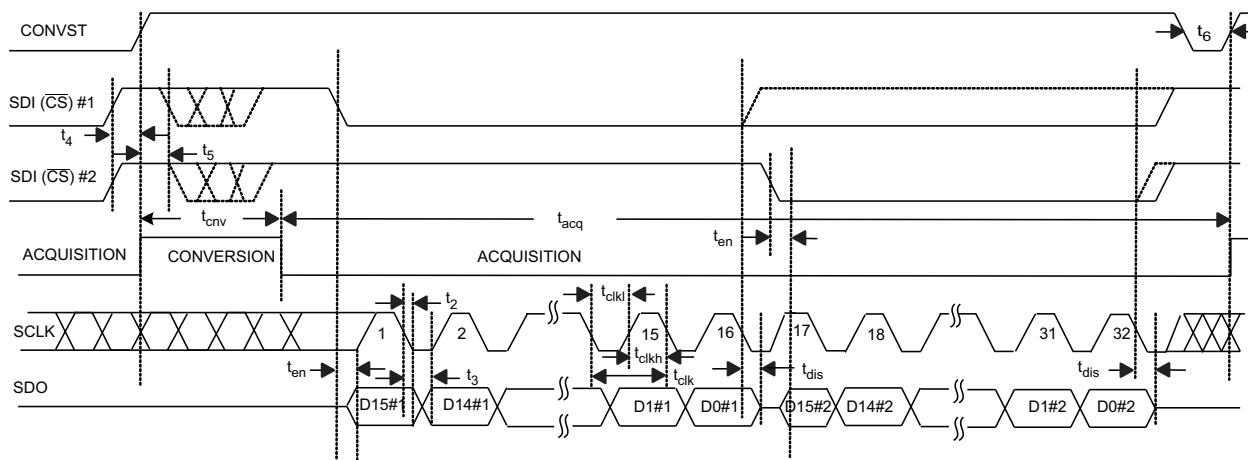 CONVST
t6
SDI (CS) #1
t4
t5
SDI (CS) #2
tcnv
tacq
ten
ACQUISITION
CONVERSION
ACQUISITION
tclkl
t2
SCLK
1
2
15
16
17
18
31
32
tclkh
ten
t3
tclk
tdis
tdis
SDO
D15#1
D14#1
D1#1
D0#1
D15#2
D14#2
D1#2
D0#2